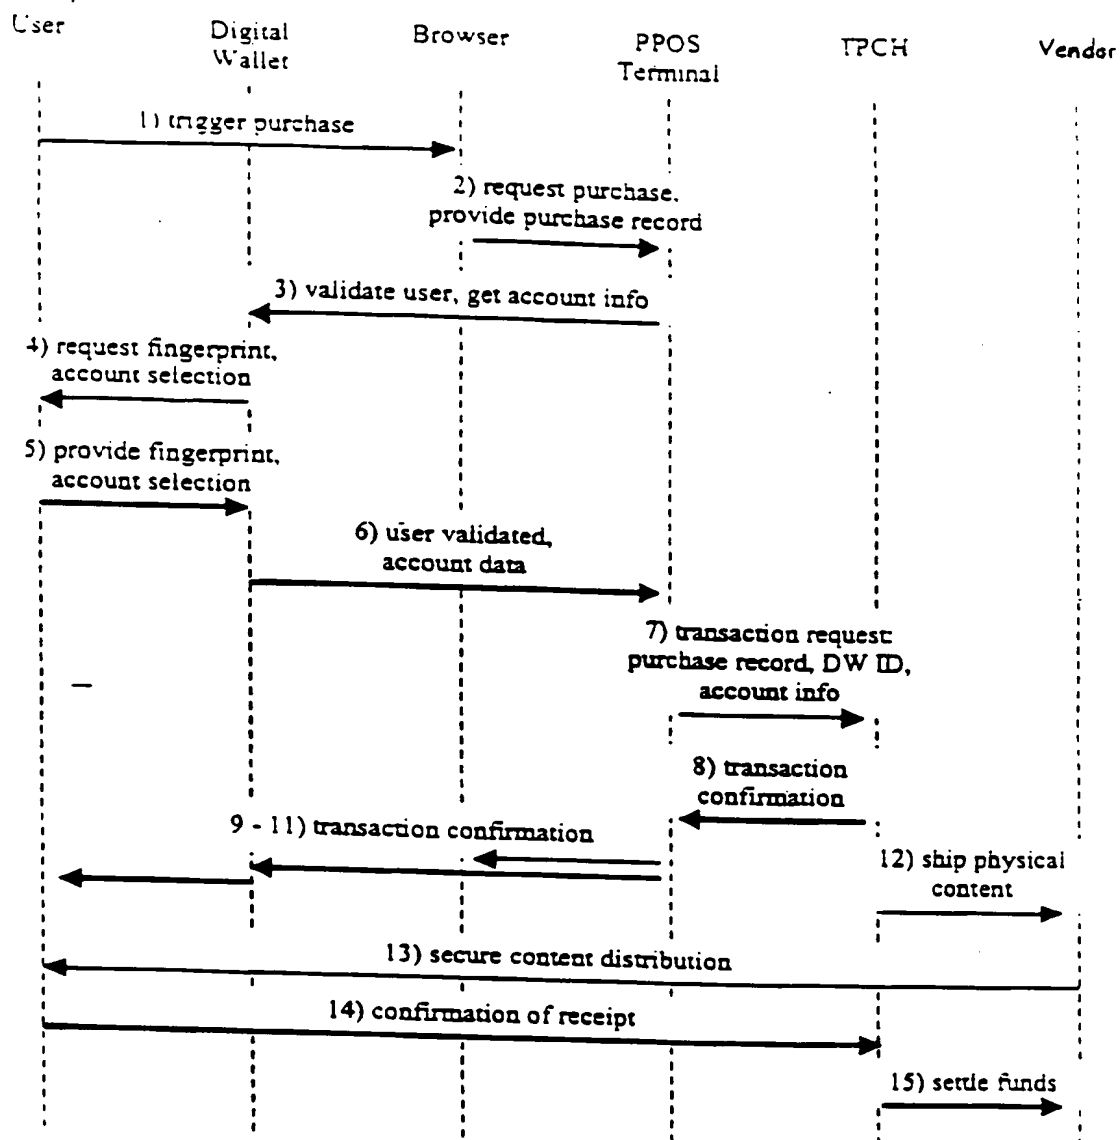 User
Digital
Wallet
Browser
PPOS
Terminal
TPCH
Vendor
1) trigger purchase
2) request purchase,
provide purchase record
3) validate user, get account info
4) request fingerprint,
account selection
5) provide fingerprint,
account selection
6) user validated,
account data
7) transaction request:
purchase record, DW ID,
account info
8) transaction
confirmation
9 - 11) transaction confirmation
12) ship physical
content
13) secure content distribution
14) confirmation of receipt
15) settle funds